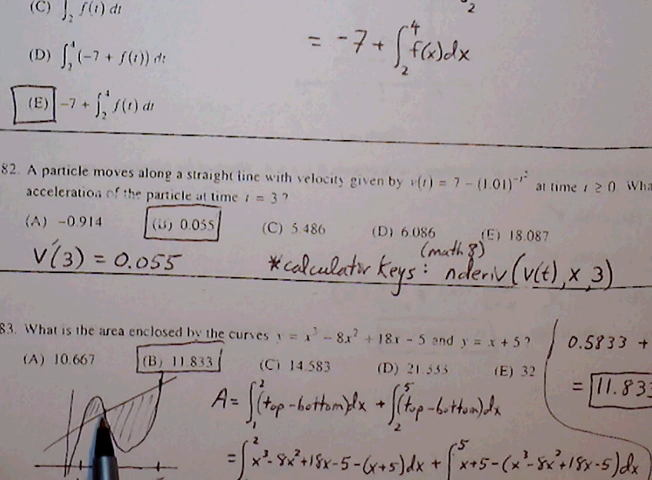 (C) ∫₂ f(t) dt
2
= -7 + ∫₂⁴ f(x)dx
(D) ∫₂⁴ (-7 + f(t)) dt
(E) -7 + ∫₂⁴ f(t) dt
82. A particle moves along a straight line with velocity given by v(t) = 7 - (1.01)^(-t²) at time t ≥ 0. Wha
acceleration of the particle at time t = 3?
(A) -0.914 (B) 0.055 (C) 5.486 (D) 6.086 (E) 18.087
(math 8)
V'(3) = 0.055 *calculator keys: nderiv(v(t),x,3)
83. What is the area enclosed by the curves y = x³ - 8x² + 18x - 5 and y = x + 5?
0.5833 +
(A) 10.667 (B) 11.833 (C) 14.583 (D) 21.333 (E) 32
= 11.833
A = ∫₁² (top-bottom)dx + ∫₂⁵ (top-bottom)dx
= ∫² x³-8x²+18x-5-(x+5)dx + ∫⁵ x+5-(x³-8x²+18x-5)dx